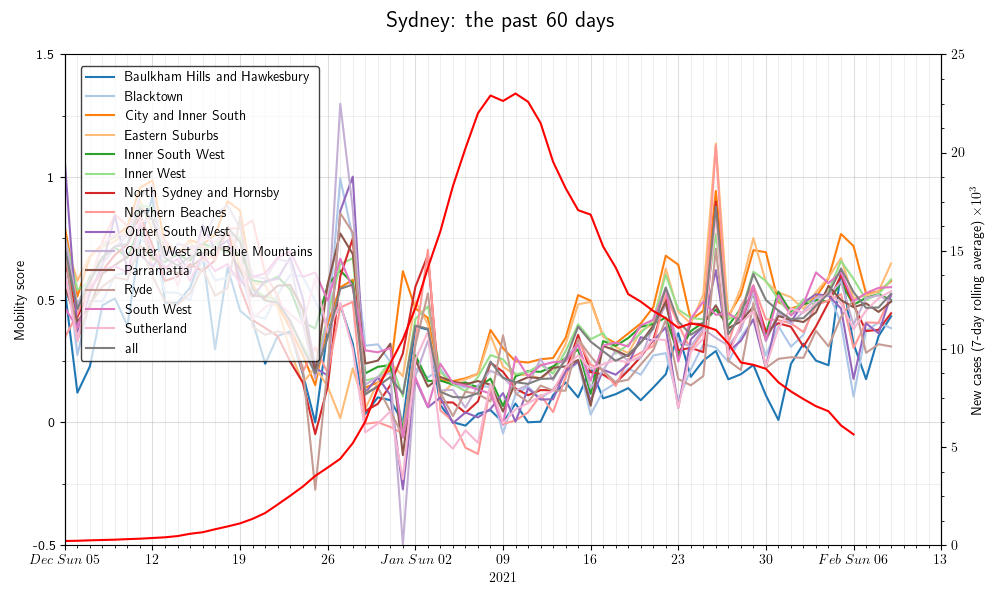 Sydney: the past 60 days
1.5
1
0.5
0
-0.5
Mobility score
Baulkham Hills and Hawkesbury
Blacktown
City and Inner South
Eastern Suburbs
Inner South West
Inner West
North Sydney and Hornsby
Northern Beaches
Outer South West
Outer West and Blue Mountains
Parramatta
Ryde
South West
Sutherland
all
25
20
15
10
5
0
New cases (7-day rolling average) ×10³
Dec Sun 05 12 19 26 Jan Sun 02 09 16 23 30 Feb Sun 06 13
2021